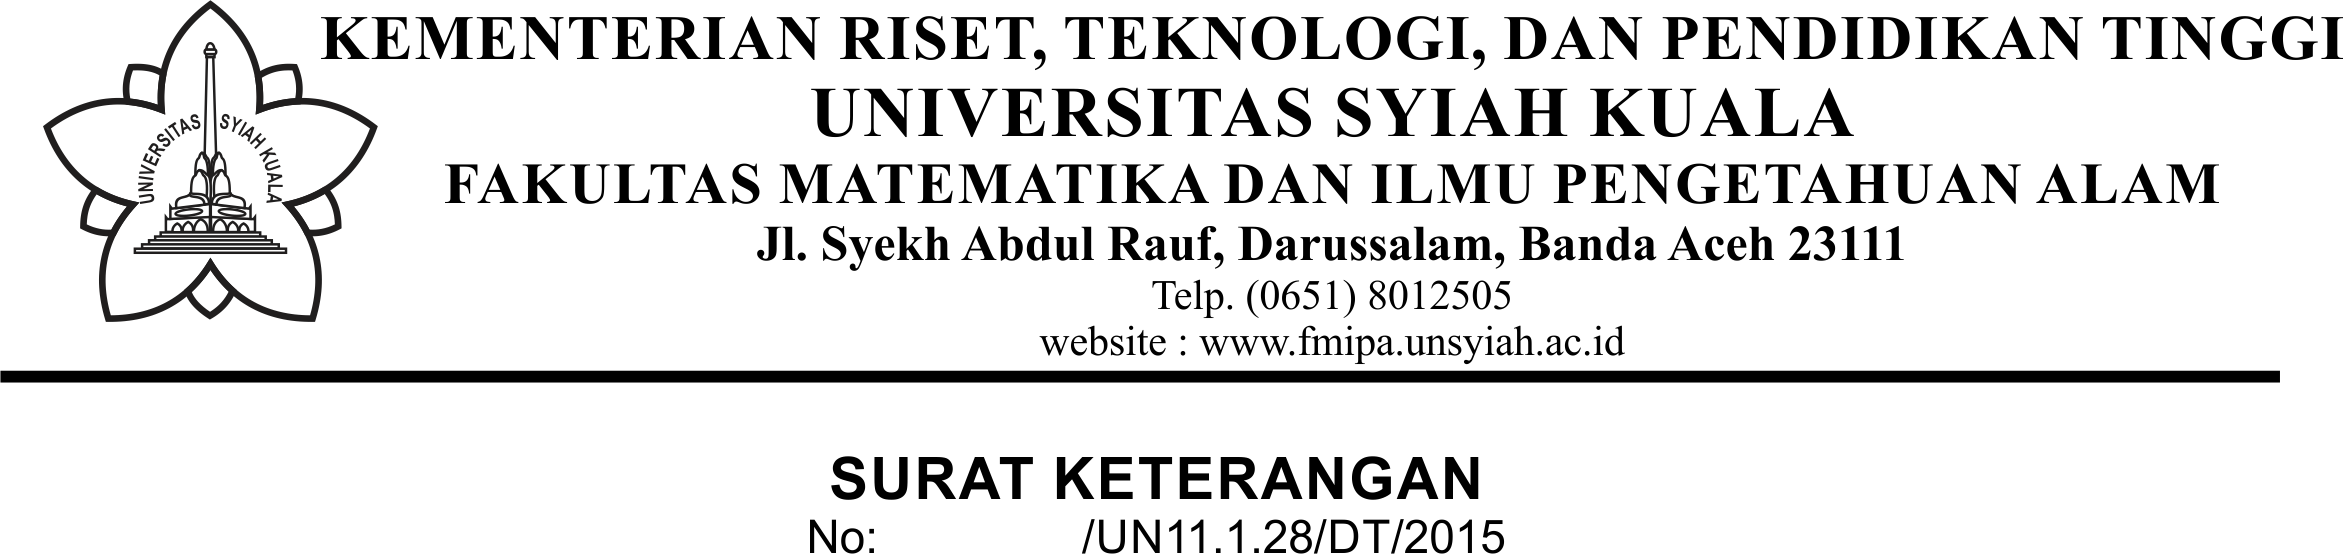 KEMENTERIAN RISET, TEKNOLOGI, DAN PENDIDIKAN TINGGI
UNIVERSITAS SYIAH KUALA
UNIVERSITAS SYIAH KUALA
FAKULTAS MATEMATIKA DAN ILMU PENGETAHUAN ALAM
Jl. Syekh Abdul Rauf, Darussalam, Banda Aceh 23111
Telp. (0651) 8012505
website : www.fmipa.unsyiah.ac.id
SURAT KETERANGAN
No: /UN11.1.28/DT/2015